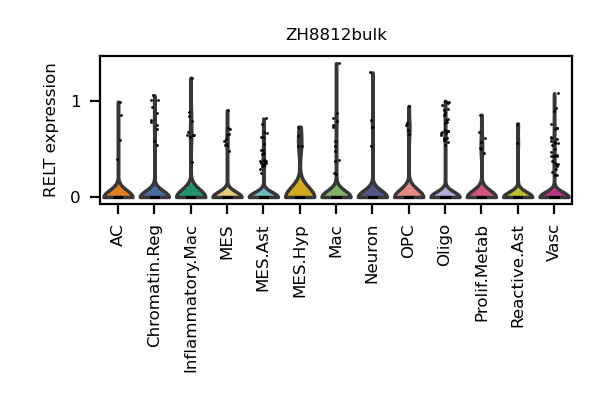 ZH8812bulk
RELT expression
1
0
AC
Chromatin.Reg
Inflammatory.Mac
MES
MES.Ast
MES.Hyp
Mac
Neuron
OPC
Oligo
Prolif.Metab
Reactive.Ast
Vasc